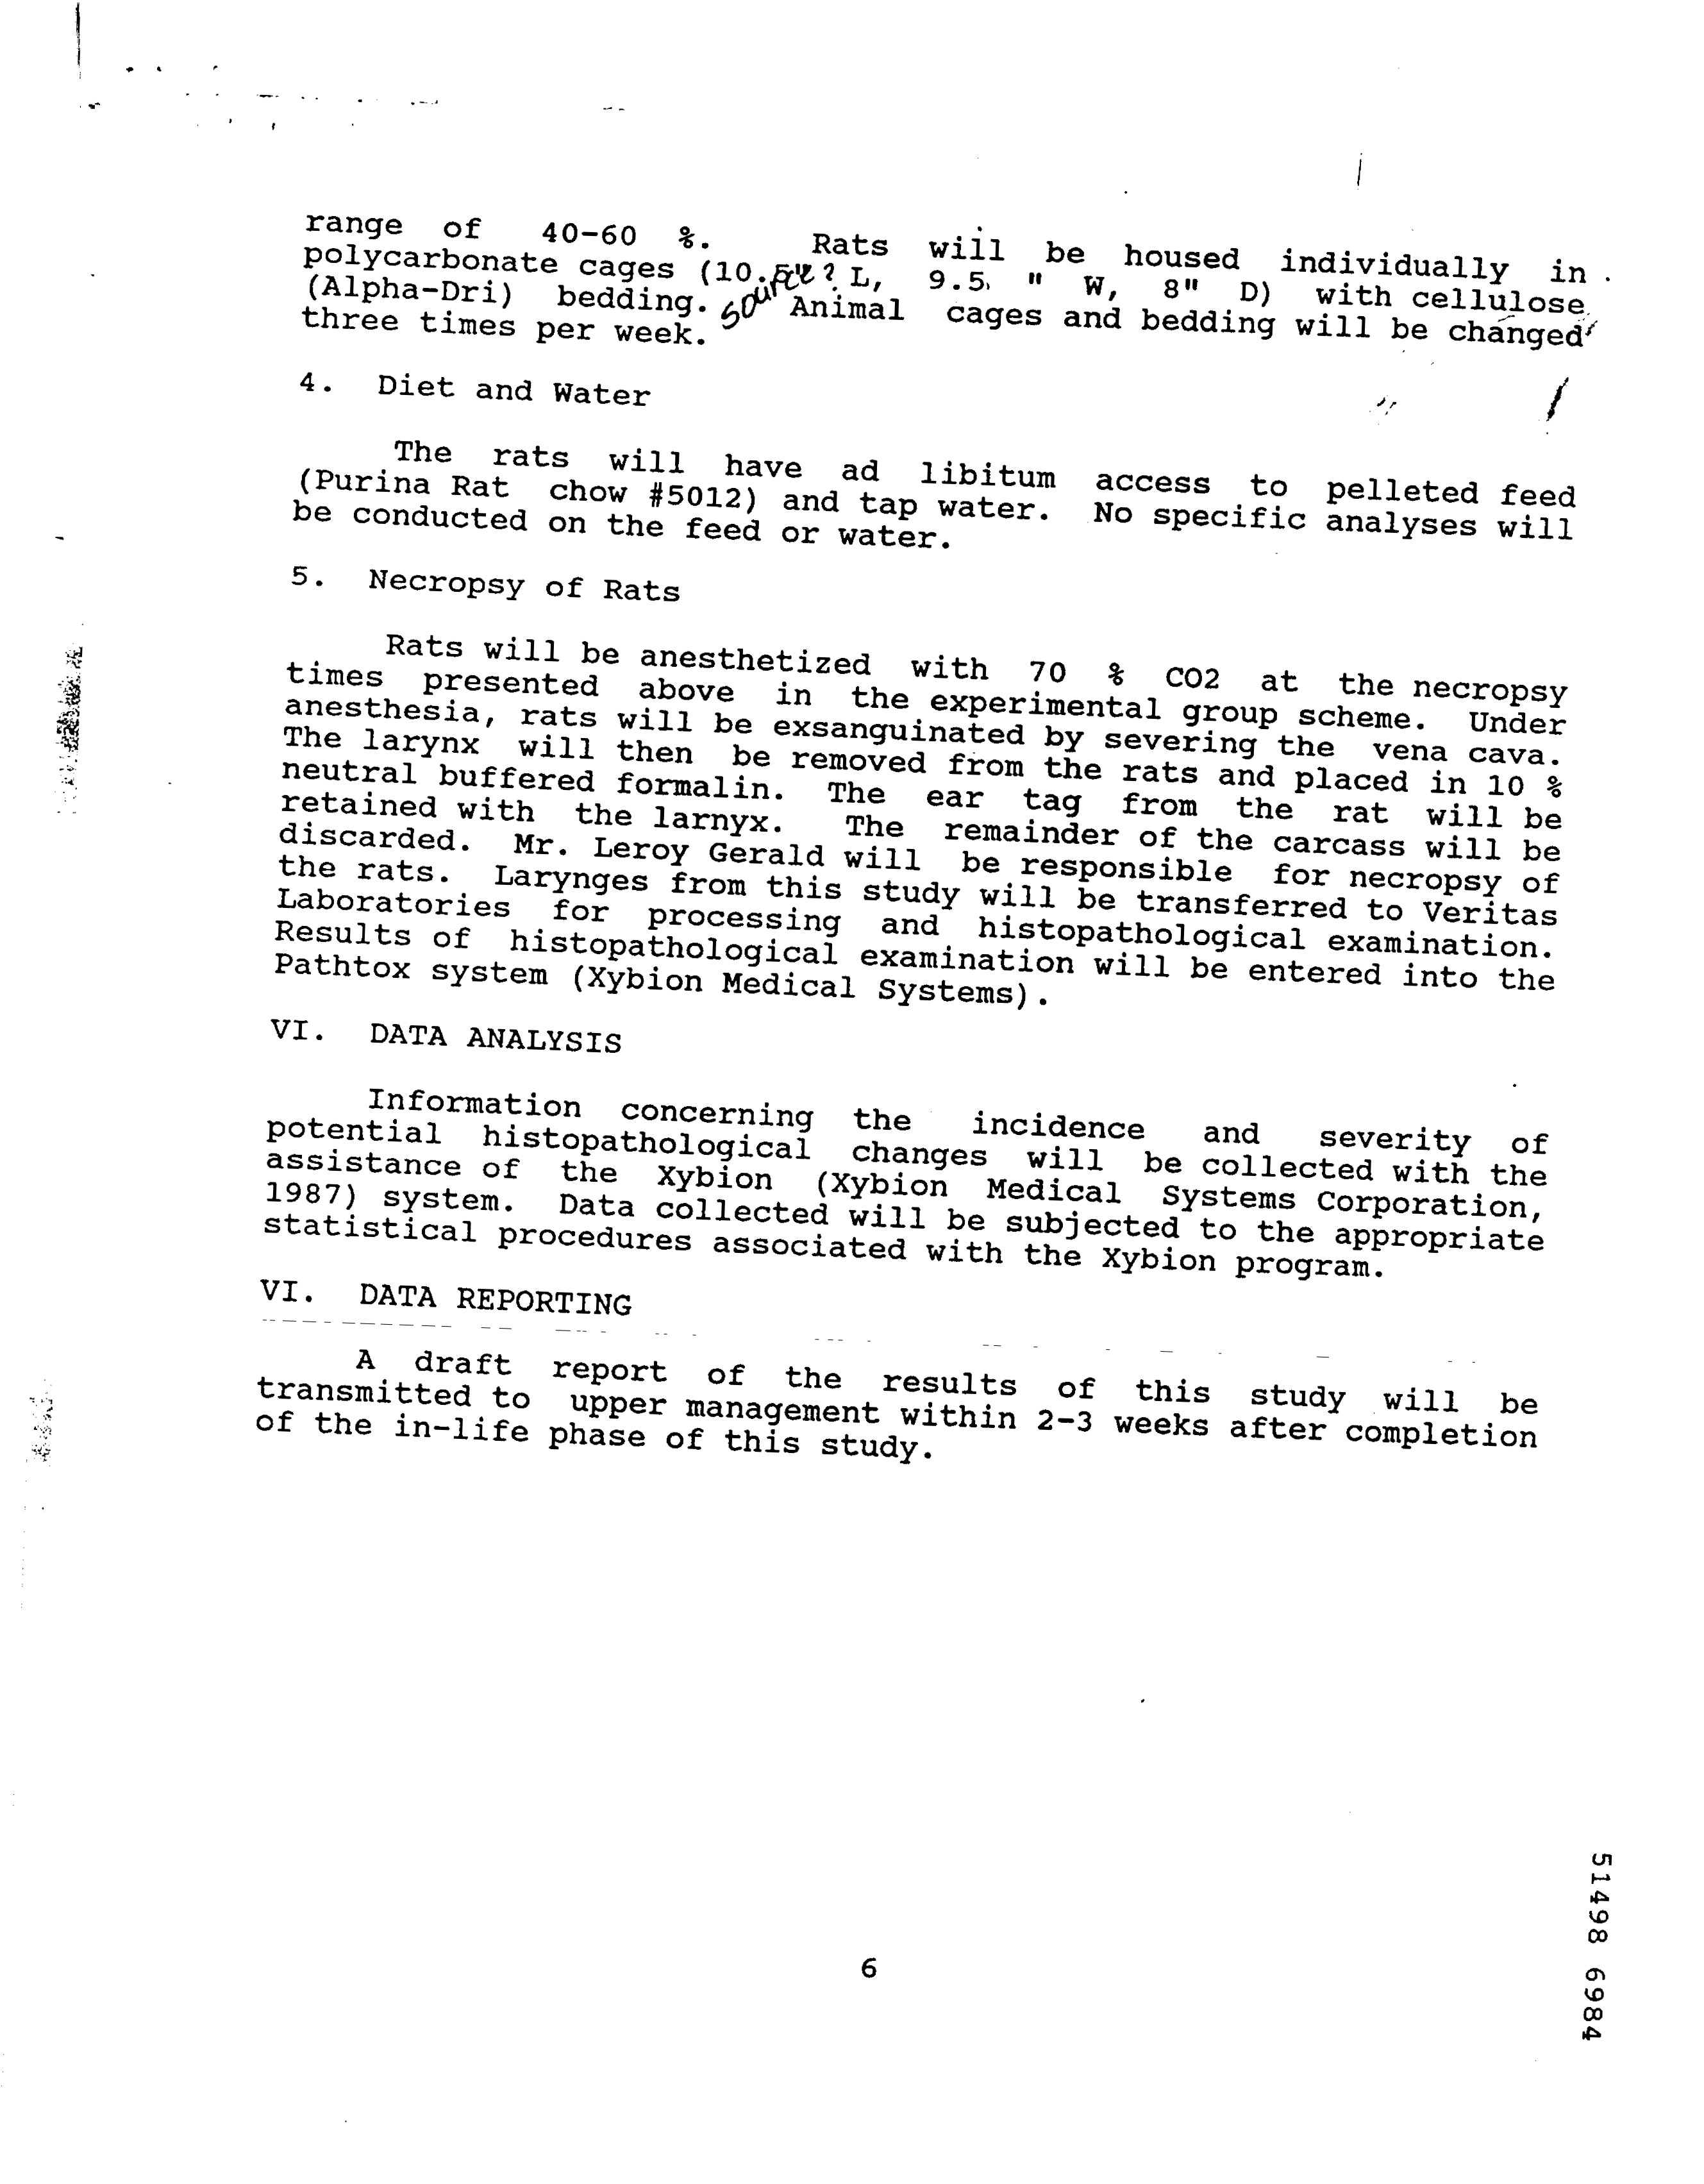 range of 40-60 %. Rats will be housed individually in
polycarbonate cages (10.5" L, 9.5 " W, 8" D) with cellulose
source?
(Alpha-Dri) bedding. Animal cages and bedding will be changed
three times per week.
4. Diet and Water
The rats will have ad libitum access to pelleted feed
(Purina Rat chow #5012) and tap water. No specific analyses will
be conducted on the feed or water.
5. Necropsy of Rats
Rats will be anesthetized with 70 % CO2 at the necropsy
times presented above in the experimental group scheme. Under
anesthesia, rats will be exsanguinated by severing the vena cava.
The larynx will then be removed from the rats and placed in 10 %
neutral buffered formalin. The ear tag from the rat will be
retained with the larnyx. The remainder of the carcass will be
discarded. Mr. Leroy Gerald will be responsible for necropsy of
the rats. Larynges from this study will be transferred to Veritas
Laboratories for processing and histopathological examination.
Results of histopathological examination will be entered into the
Pathtox system (Xybion Medical Systems).
VI. DATA ANALYSIS
Information concerning the incidence and severity of
potential histopathological changes will be collected with the
assistance of the Xybion (Xybion Medical Systems Corporation,
1987) system. Data collected will be subjected to the appropriate
statistical procedures associated with the Xybion program.
VI. DATA REPORTING
A draft report of the results of this study will be
transmitted to upper management within 2-3 weeks after completion
of the in-life phase of this study.
6
51498 6984